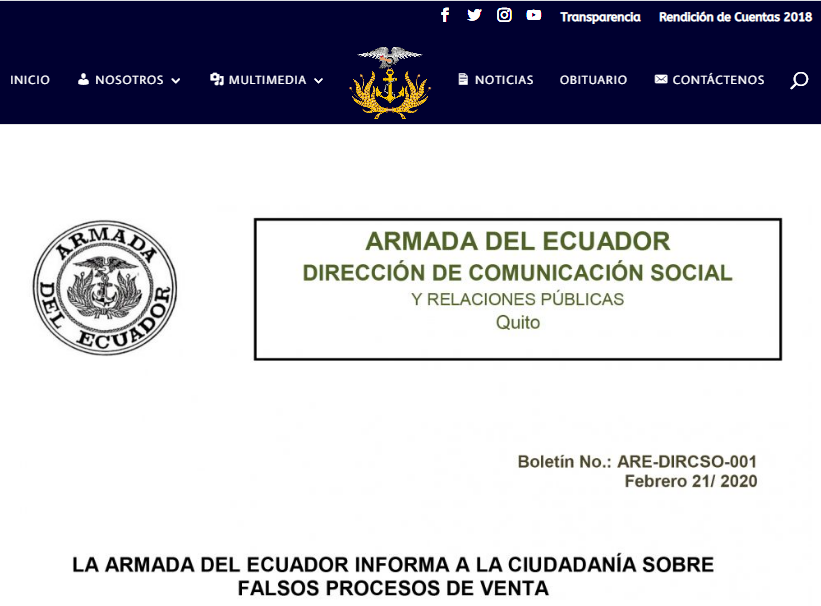 Transparencia Rendición de Cuentas 2018
INICIO NOSOTROS MULTIMEDIA NOTICIAS OBITUARIO CONTÁCTENOS
ARMADA DEL ECUADOR
ARMADA DEL ECUADOR
DIRECCIÓN DE COMUNICACIÓN SOCIAL
Y RELACIONES PÚBLICAS
Quito
Boletín No.: ARE-DIRCSO-001
Febrero 21/ 2020
LA ARMADA DEL ECUADOR INFORMA A LA CIUDADANÍA SOBRE
FALSOS PROCESOS DE VENTA